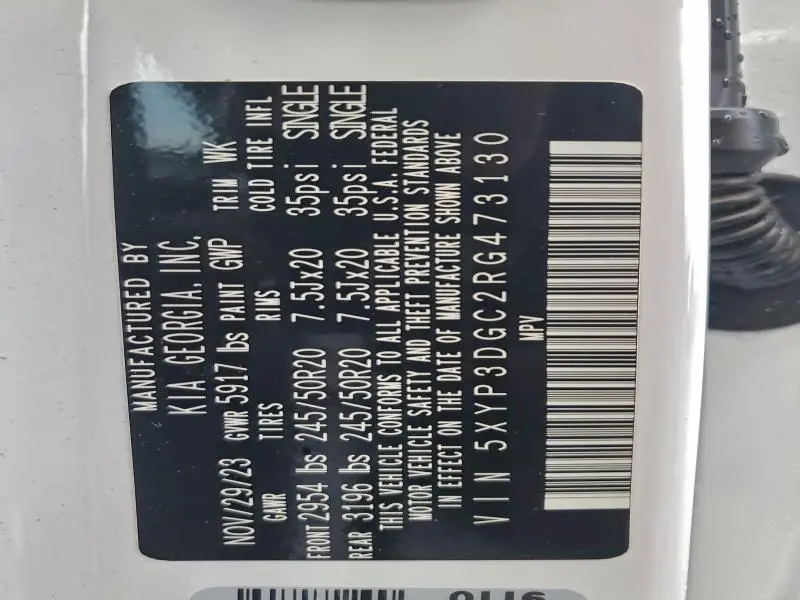 MANUFACTURED BY
KIA GEORGIA, INC.
NOV/29/23 GVWR 5917 lbs PAINT GWP TRIM WK
GAWR TIRES RIMS COLD TIRE INFL
FRONT 2954 lbs 245/50R20 7.5Jx20 35psi SINGLE
REAR 3196 lbs 245/50R20 7.5Jx20 35psi SINGLE
THIS VEHICLE CONFORMS TO ALL APPLICABLE U.S.A. FEDERAL
MOTOR VEHICLE SAFETY AND THEFT PREVENTION STANDARDS
IN EFFECT ON THE DATE OF MANUFACTURE SHOWN ABOVE
VIN 5XYP3DGC2RG473130
MPV